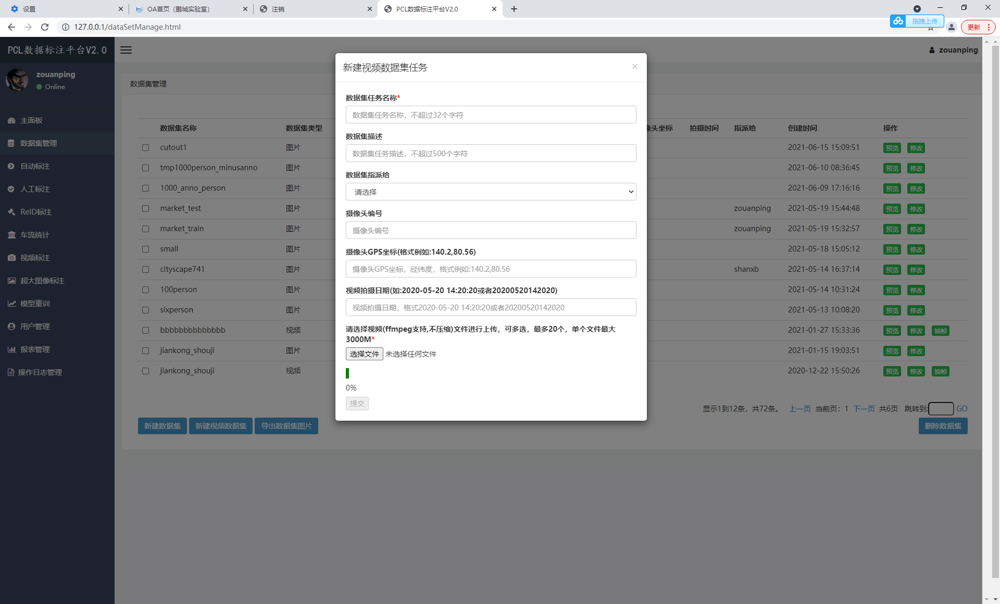 设置
OA首页（鹏城实验室）
注销
PCL数据标注平台V2.0
127.0.0.1/dataSetManage.html
拖拽上传
更新
PCL数据标注平台V2.0
zouanping
zouanping
Online
主面板
数据集管理
自动标注
人工标注
ReID标注
车流统计
视频标注
超大图像标注
模型重训
用户管理
报表管理
操作日志管理
数据集管理
数据集名称 数据集类型 像头坐标 拍摄时间 指派给 创建时间 操作
cutout1 图片 2021-06-15 15:09:51 预览 修改
tmp1000person_minusanno 图片 2021-06-10 08:36:45 预览 修改
1000_anno_person 图片 2021-06-09 17:16:16 预览 修改
market_test 图片 zouanping 2021-05-19 15:44:48 预览 修改
market_train 图片 zouanping 2021-05-19 15:32:57 预览 修改
small 图片 2021-05-18 15:05:12 预览 修改
cityscape741 图片 shanxb 2021-05-14 16:37:14 预览 修改
100person 图片 2021-05-14 10:31:24 预览 修改
sixperson 图片 2021-05-13 10:08:20 预览 修改
bbbbbbbbbbbbbb 视频 2021-01-27 15:33:36 预览 修改 抽帧
jiankong_shouji 图片 2021-01-15 19:03:51 预览 修改
jiankong_shouji 视频 2020-12-22 15:50:26 预览 修改 抽帧
显示1到12条，共72条。 上一页 当前页：1 下一页 共6页 跳转到: GO
新建数据集 新建视频数据集 导出数据集图片 删除数据集
新建视频数据集任务
×
数据集任务名称*
数据集任务名称，不超过32个字符
数据集描述
数据集任务描述，不超过500个字符
数据集指派给
请选择
摄像头编号
摄像头编号
摄像头GPS坐标(格式例如:140.2,80.56)
摄像头GPS坐标，经纬度，格式例如:140.2,80.56
视频拍摄日期(如:2020-05-20 14:20:20或者20200520142020)
视频拍摄日期，格式2020-05-20 14:20:20或者20200520142020
请选择视频(ffmpeg支持,不压缩)文件进行上传，可多选，最多20个，单个文件最大
3000M*
选择文件 未选择任何文件
0%
提交